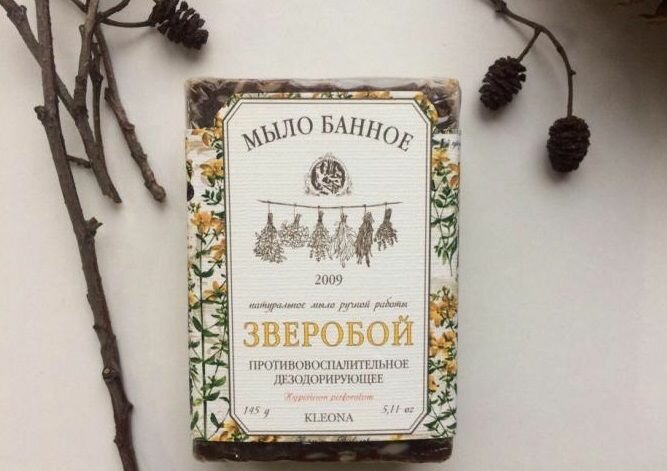 МЫЛО БАННОЕ
2009
натуральное мыло ручной работы
ЗВЕРОБОЙ
ПРОТИВОВОСПАЛИТЕЛЬНОЕ
ДЕЗОДОРИРУЮЩЕЕ
Hypericum perforatum
145 g 5,11 oz
KLEONA